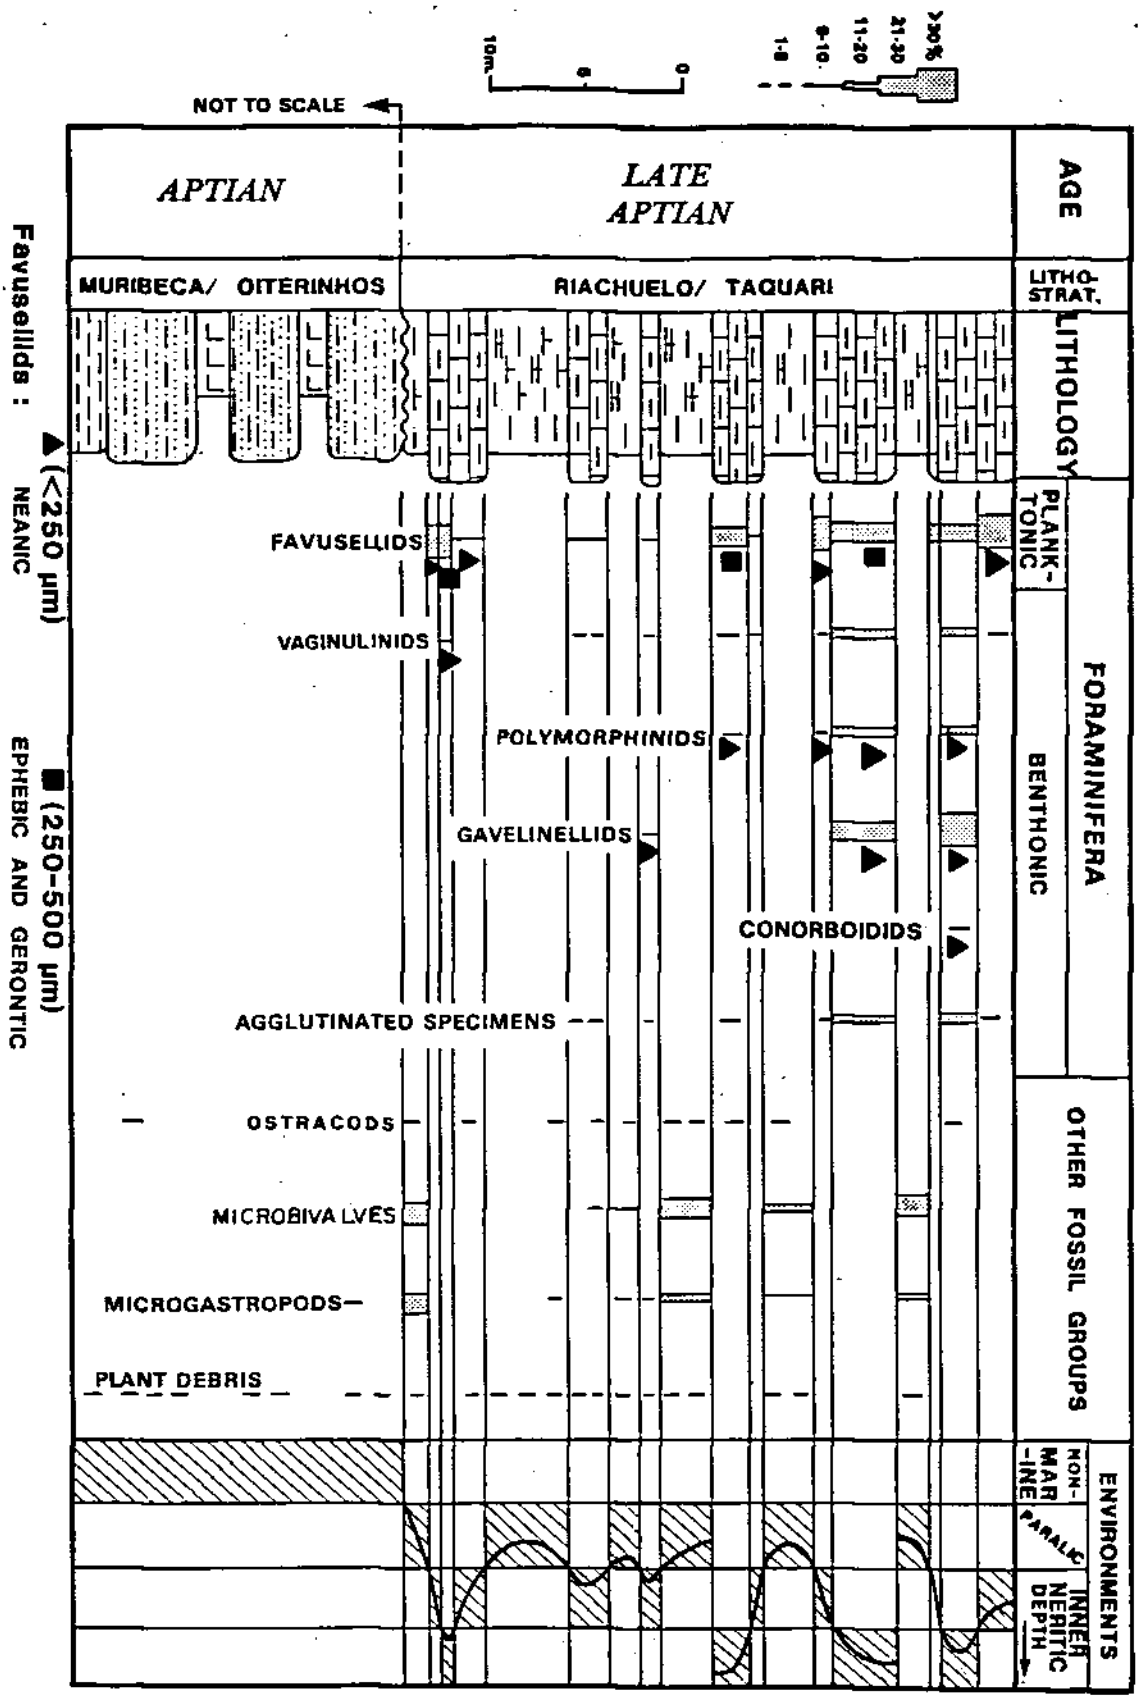 >30%
21-30
11-20
9-10
1-8
0
5
10m.
NOT TO SCALE
AGE
LATE
APTIAN
APTIAN
LITHO-
STRAT.
RIACHUELO/ TAQUARI
MURIBECA/ OITERINHOS
LITHOLOGY
FORAMINIFERA
PLANK-
TONIC
BENTHONIC
FAVUSELLIDS
VAGINULINIDS
POLYMORPHINIDS
GAVELINELLIDS
CONORBOIDIDS
AGGLUTINATED SPECIMENS
OTHER FOSSIL GROUPS
OSTRACODS
MICROBIVALVES
MICROGASTROPODS
PLANT DEBRIS
ENVIRONMENTS
NON-
MAR
-INE
PARALIC
INNER
NERITIC
DEPTH
Favusellids : ▲ (<250 µm) ■ (250-500 µm)
NEANIC EPHEBIC AND GERONTIC